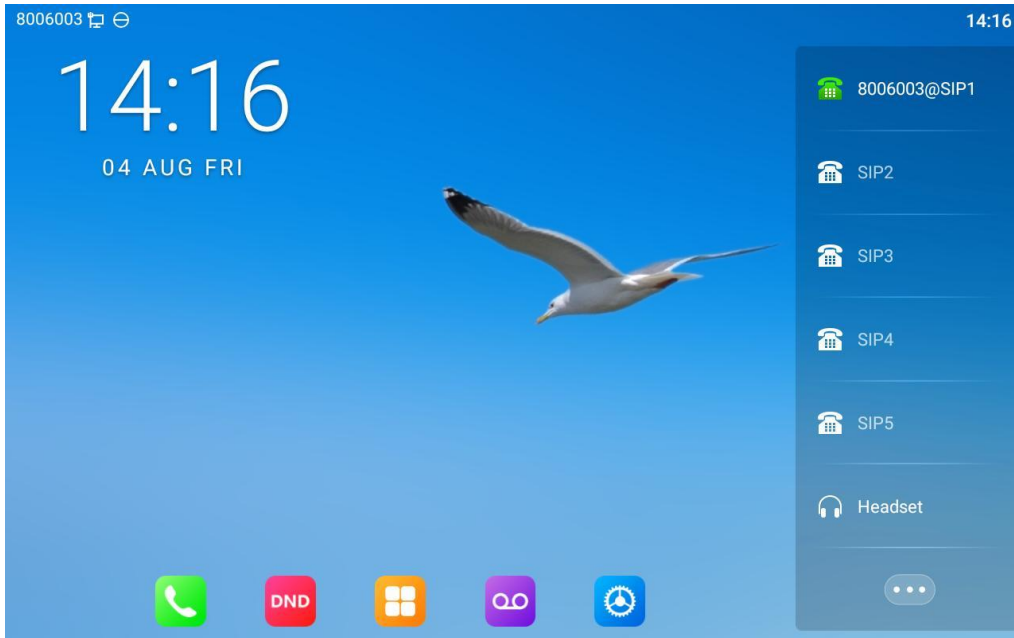 8006003
14:16
14:16
04 AUG FRI
8006003@SIP1
SIP2
SIP3
SIP4
SIP5
Headset
DND